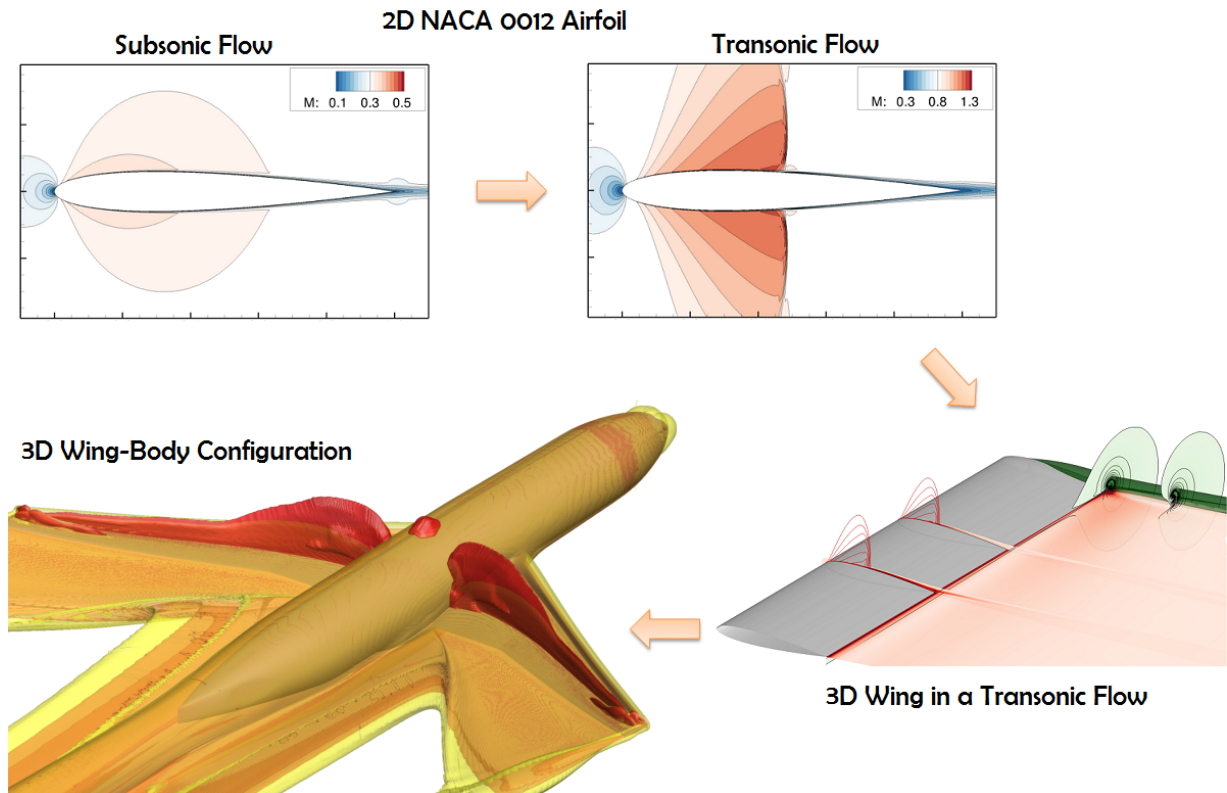 2D NACA 0012 Airfoil
Subsonic Flow
Transonic Flow
M: 0.1 0.3 0.5
M: 0.3 0.8 1.3
3D Wing-Body Configuration
3D Wing in a Transonic Flow